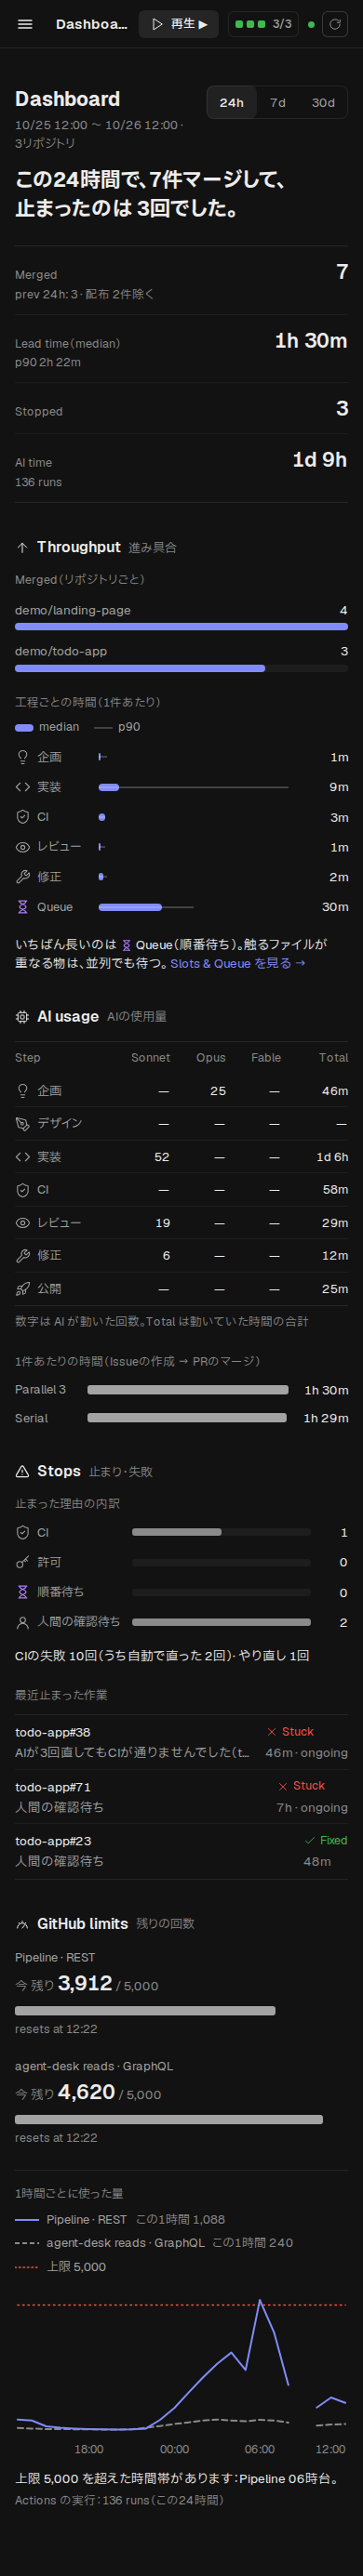 Dashboa...
再生 ▶
3/3
Dashboard
24h 7d 30d
10/25 12:00 〜 10/26 12:00 ·
3リポジトリ
この24時間で、7件マージして、
止まったのは 3回でした。
Merged 7
prev 24h: 3 · 配布 2件除く
Lead time（median） 1h 30m
p90 2h 22m
Stopped 3
AI time 1d 9h
136 runs
Throughput 進み具合
Merged（リポジトリごと）
demo/landing-page 4
demo/todo-app 3
工程ごとの時間（1件あたり）
median p90
企画 1m
実装 9m
CI 3m
レビュー 1m
修正 2m
Queue 30m
いちばん長いのは Queue（順番待ち）。触るファイルが
重なる物は、並列でも待つ。 Slots & Queue を見る →
AI usage AIの使用量
Step Sonnet Opus Fable Total
企画 — 25 — 46m
デザイン — — — —
実装 52 — — 1d 6h
CI — — — 58m
レビュー 19 — — 29m
修正 6 — — 12m
公開 — — — 25m
数字は AI が動いた回数。Total は動いていた時間の合計
1件あたりの時間（Issueの作成 → PRのマージ）
Parallel 3 1h 30m
Serial 1h 29m
Stops 止まり・失敗
止まった理由の内訳
CI 1
許可 0
順番待ち 0
人間の確認待ち 2
CIの失敗 10回（うち自動で直った 2回）· やり直し 1回
最近止まった作業
todo-app#38 Stuck
AIが3回直してもCIが通りませんでした（t... 46m · ongoing
todo-app#71 Stuck
人間の確認待ち 7h · ongoing
todo-app#23 Fixed
人間の確認待ち 48m
GitHub limits 残りの回数
Pipeline · REST
今 残り 3,912 / 5,000
resets at 12:22
agent-desk reads · GraphQL
今 残り 4,620 / 5,000
resets at 12:22
1時間ごとに使った量
Pipeline · REST この1時間 1,088
agent-desk reads · GraphQL この1時間 240
上限 5,000
18:00 00:00 06:00 12:00
上限 5,000 を超えた時間帯があります：Pipeline 06時台。
Actions の実行：136 runs（この24時間）